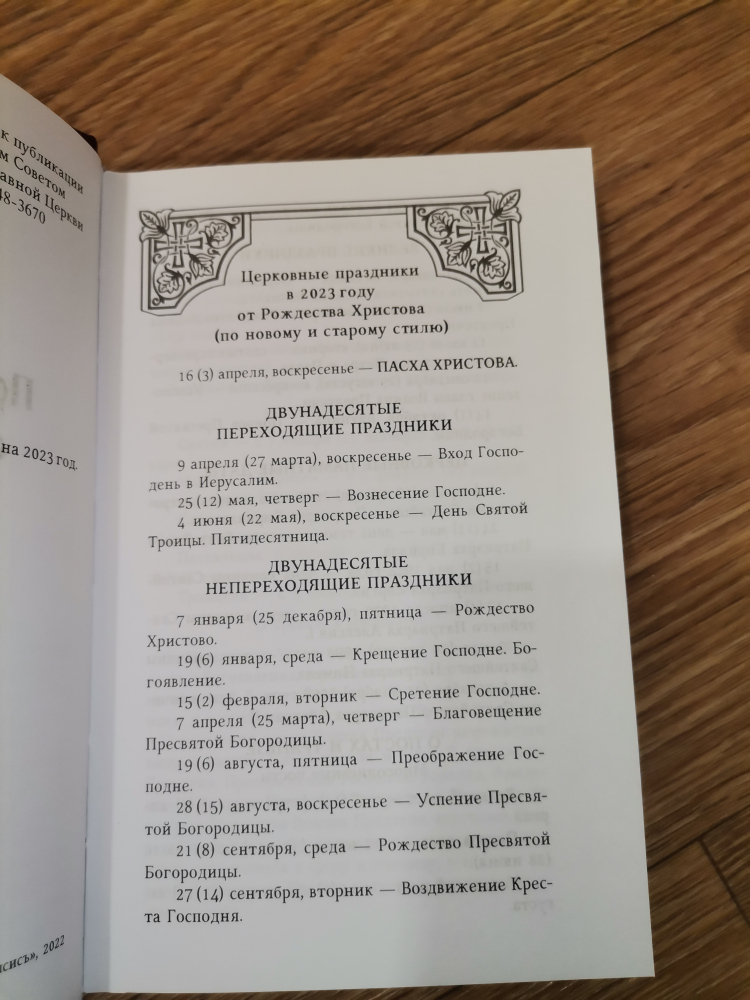 к публикации
м Советом
авной Церкви
48-3670
на 2023 год.
2022
Церковные праздники
в 2023 году
от Рождества Христова
(по новому и старому стилю)
16 (3) апреля, воскресенье — ПАСХА ХРИСТОВА.
ДВУНАДЕСЯТЫЕ
ПЕРЕХОДЯЩИЕ ПРАЗДНИКИ
9 апреля (27 марта), воскресенье — Вход Госпо-
день в Иерусалим.
25 (12) мая, четверг — Вознесение Господне.
4 июня (22 мая), воскресенье — День Святой
Троицы. Пятидесятница.
ДВУНАДЕСЯТЫЕ
НЕПЕРЕХОДЯЩИЕ ПРАЗДНИКИ
7 января (25 декабря), пятница — Рождество
Христово.
19 (6) января, среда — Крещение Господне. Бо-
гоявление.
15 (2) февраля, вторник — Сретение Господне.
7 апреля (25 марта), четверг — Благовещение
Пресвятой Богородицы.
19 (6) августа, пятница — Преображение Гос-
подне.
28 (15) августа, воскресенье — Успение Пресвя-
той Богородицы.
21 (8) сентября, среда — Рождество Пресвятой
Богородицы.
27 (14) сентября, вторник — Воздвижение Крес-
та Господня.